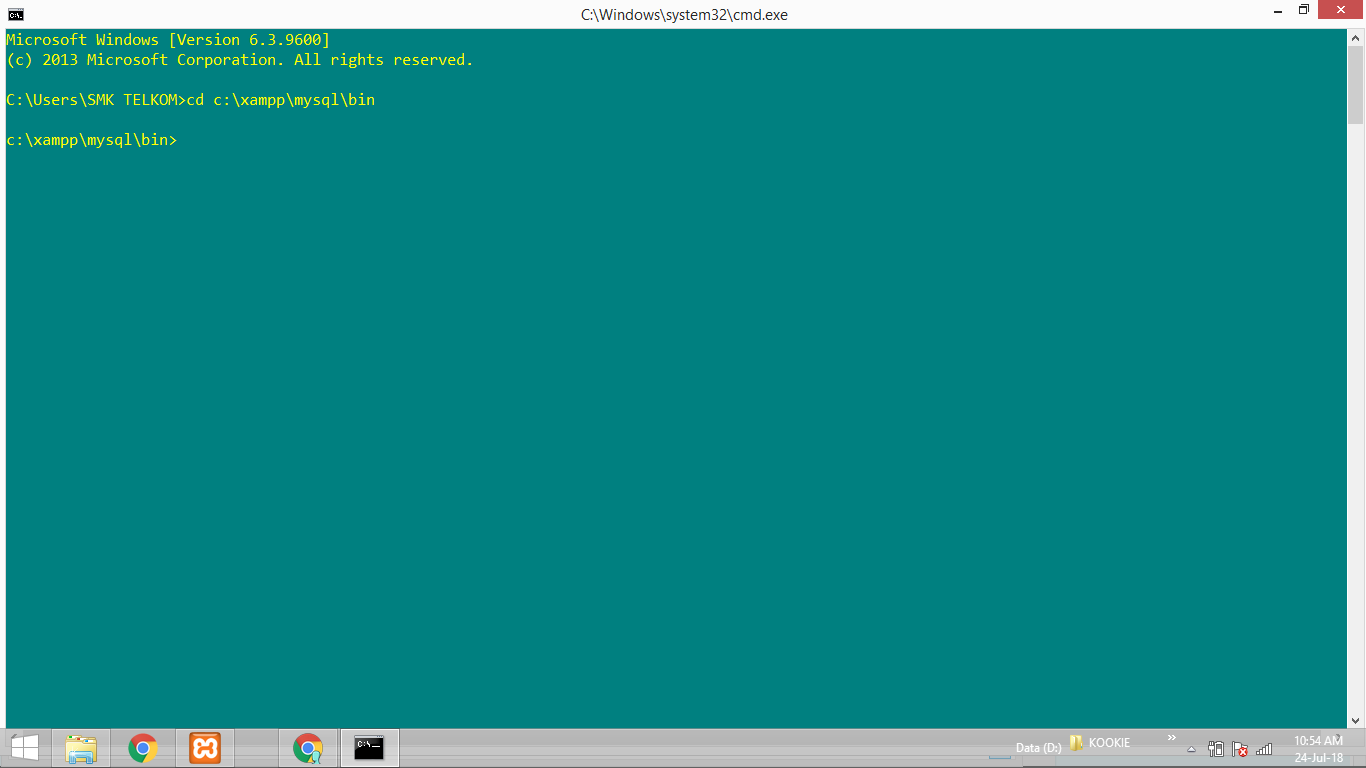 C:\Windows\system32\cmd.exe
Microsoft Windows [Version 6.3.9600]
(c) 2013 Microsoft Corporation. All rights reserved.
C:\Users\SMK TELKOM>cd c:\xampp\mysql\bin
c:\xampp\mysql\bin>
Data (D:) KOOKIE »
10:54 AM
24-Jul-18